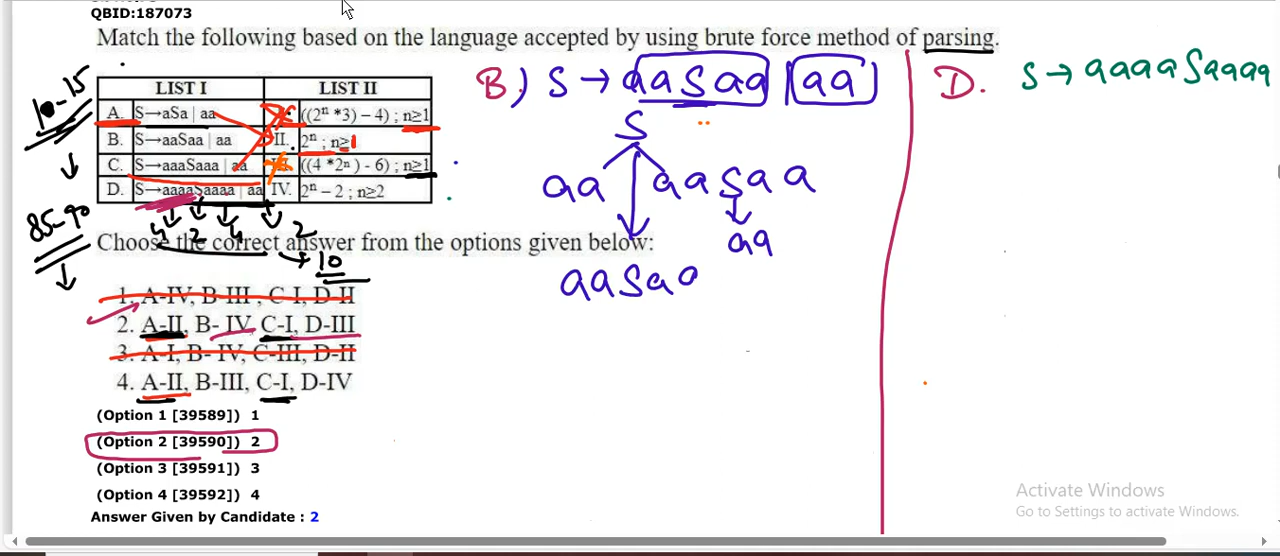 QBID:187073
Match the following based on the language accepted by using brute force method of parsing.
LIST I LIST II
A. S→aSa | aa ((2ⁿ *3) – 4) ; n≥1
B. S→aaSaa | aa II. 2ⁿ ; n≥1
C. S→aaaSaaa | aa ((4 *2ⁿ ) - 6) ; n≥1
D. S→aaaaSaaaa | aa IV. 2ⁿ – 2 ; n≥2
10-15
85-90
4 2 4 2
10
Choose the correct answer from the options given below:
1. A-IV, B-III , C-I, D-II
2. A-II, B- IV, C-I, D-III
3. A-I, B- IV, C-III, D-II
4. A-II, B-III, C-I, D-IV
(Option 1 [39589]) 1
(Option 2 [39590]) 2
(Option 3 [39591]) 3
(Option 4 [39592]) 4
Answer Given by Candidate : 2
B) S → aaSaa | aa
S
aa aaSaa
aa
aaSaa
D. S → aaaaSaaaa
Activate Windows
Go to Settings to activate Windows.